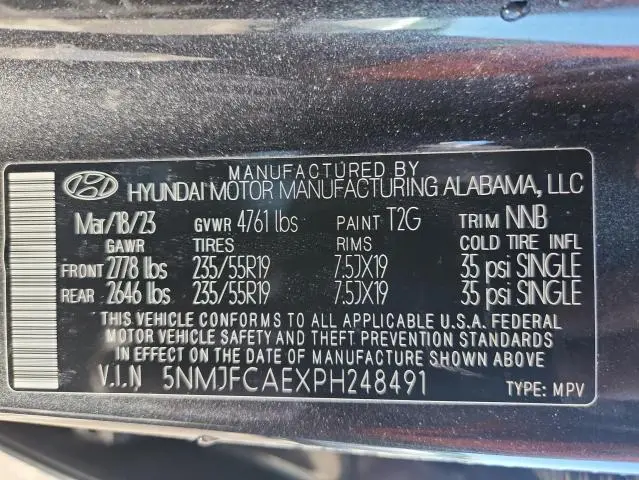 MANUFACTURED BY
HYUNDAI MOTOR MANUFACTURING ALABAMA, LLC
Mar/18/23 GVWR 4761 lbs PAINT T2G TRIM NNB
GAWR TIRES RIMS COLD TIRE INFL
FRONT 2778 lbs 235/55R19 7.5JX19 35 psi SINGLE
REAR 2646 lbs 235/55R19 7.5JX19 35 psi SINGLE
THIS VEHICLE CONFORMS TO ALL APPLICABLE U.S.A. FEDERAL
MOTOR VEHICLE SAFETY AND THEFT PREVENTION STANDARDS
IN EFFECT ON THE DATE OF MANUFACTURE SHOWN ABOVE.
V.I.N 5NMJFCAEXPH248491 TYPE: MPV